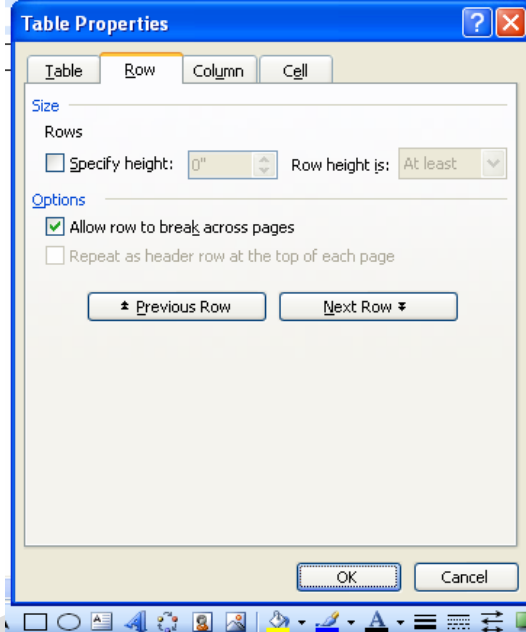 Table Properties
Table Row Column Cell
Size
Rows
Specify height: 0" Row height is: At least
Options
Allow row to break across pages
Repeat as header row at the top of each page
Previous Row Next Row
OK Cancel